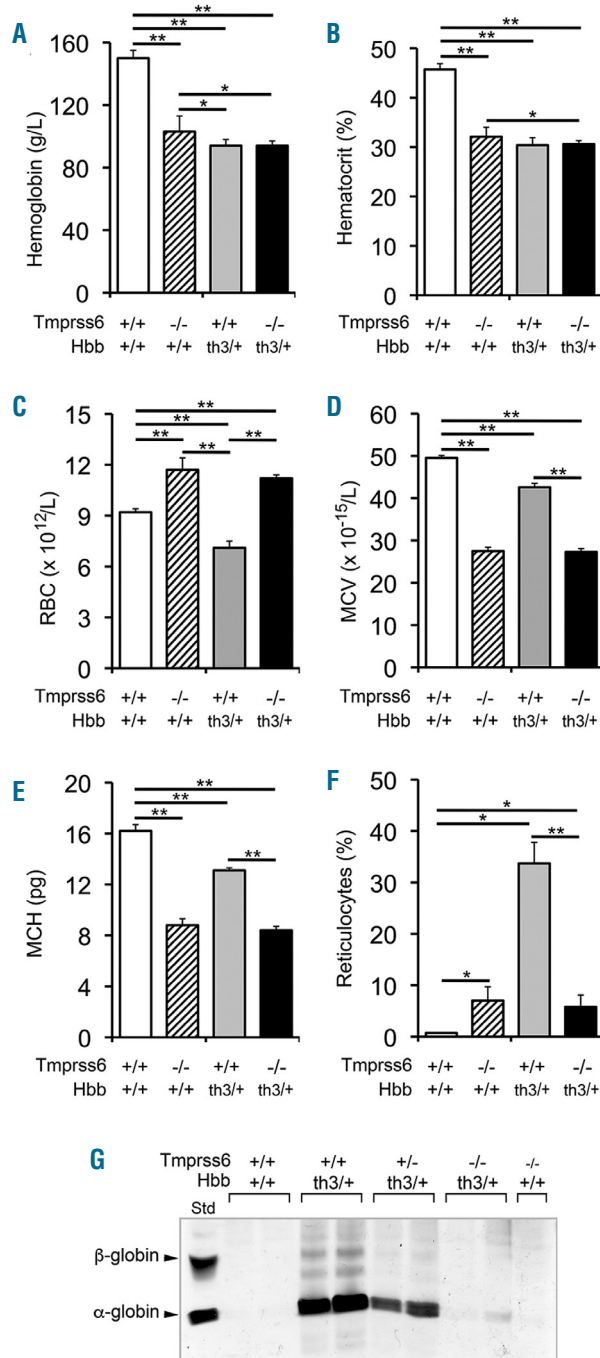 A
**
**
**
*
*
Hemoglobin (g/L)
160
120
80
40
0
Tmprss6 +/+ -/- +/+ -/-
Hbb +/+ +/+ th3/+ th3/+
B
**
**
**
*
Hematocrit (%)
50
40
30
20
10
0
Tmprss6 +/+ -/- +/+ -/-
Hbb +/+ +/+ th3/+ th3/+
C
**
**
** ** **
RBC (x 10^12/L)
15
12
9
6
3
0
Tmprss6 +/+ -/- +/+ -/-
Hbb +/+ +/+ th3/+ th3/+
D
**
**
**
**
MCV (x 10^-15/L)
60
50
40
30
20
10
0
Tmprss6 +/+ -/- +/+ -/-
Hbb +/+ +/+ th3/+ th3/+
E
**
**
**
**
MCH (pg)
20
16
12
8
4
0
Tmprss6 +/+ -/- +/+ -/-
Hbb +/+ +/+ th3/+ th3/+
F
*
*
**
*
Reticulocytes (%)
50
40
30
20
10
0
Tmprss6 +/+ -/- +/+ -/-
Hbb +/+ +/+ th3/+ th3/+
G
Tmprss6 +/+ +/+ +/- -/- -/-
Hbb +/+ th3/+ th3/+ th3/+ +/+
Std
β-globin
α-globin